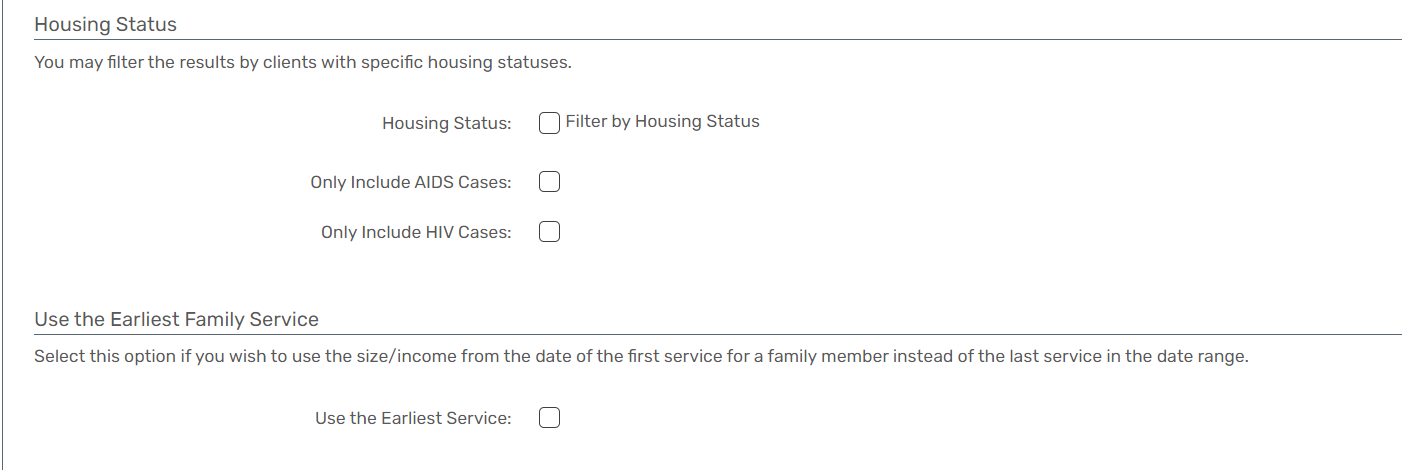 Housing Status
You may filter the results by clients with specific housing statuses.
Housing Status: Filter by Housing Status
Only Include AIDS Cases:
Only Include HIV Cases:
Use the Earliest Family Service
Select this option if you wish to use the size/income from the date of the first service for a family member instead of the last service in the date range.
Use the Earliest Service: